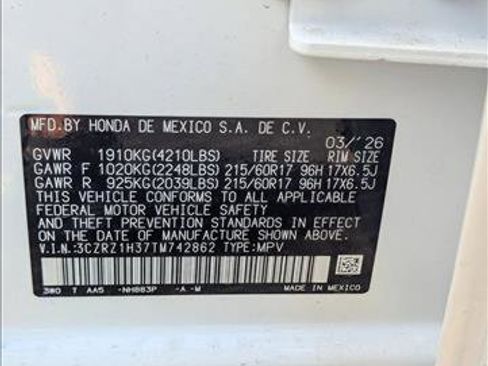 MFD.BY HONDA DE MEXICO S.A. DE C.V.
03/'26
GVWR 1910KG(4210LBS) TIRE SIZE RIM SIZE
GAWR F 1020KG(2248LBS) 215/60R17 96H 17X6.5J
GAWR R 925KG(2039LBS) 215/60R17 96H 17X6.5J
THIS VEHICLE CONFORMS TO ALL APPLICABLE
FEDERAL MOTOR VEHICLE SAFETY
AND THEFT PREVENTION STANDARDS IN EFFECT
ON THE DATE OF MANUFACTURE SHOWN ABOVE.
V.I.N.:3CZRZ1H37TM742862 TYPE:MPV
3W0 T AA5 -NH883P -A -M MADE IN MEXICO